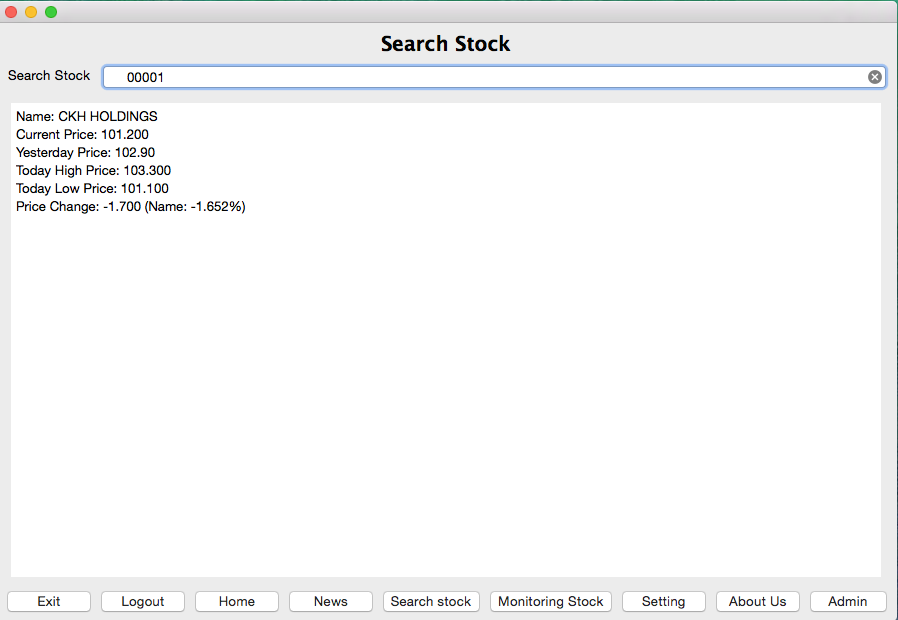 Search Stock
Search Stock 00001
Name: CKH HOLDINGS
Current Price: 101.200
Yesterday Price: 102.90
Today High Price: 103.300
Today Low Price: 101.100
Price Change: -1.700 (Name: -1.652%)
Exit Logout Home News Search stock Monitoring Stock Setting About Us Admin